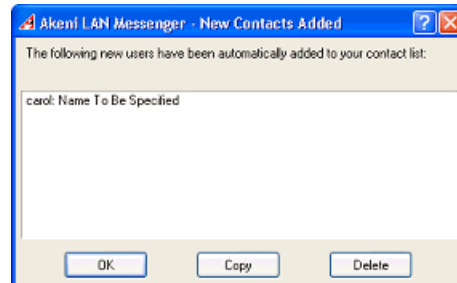 Akeni LAN Messenger - New Contacts Added
The following new users have been automatically added to your contact list:
carol: Name To Be Specified
OK Copy Delete